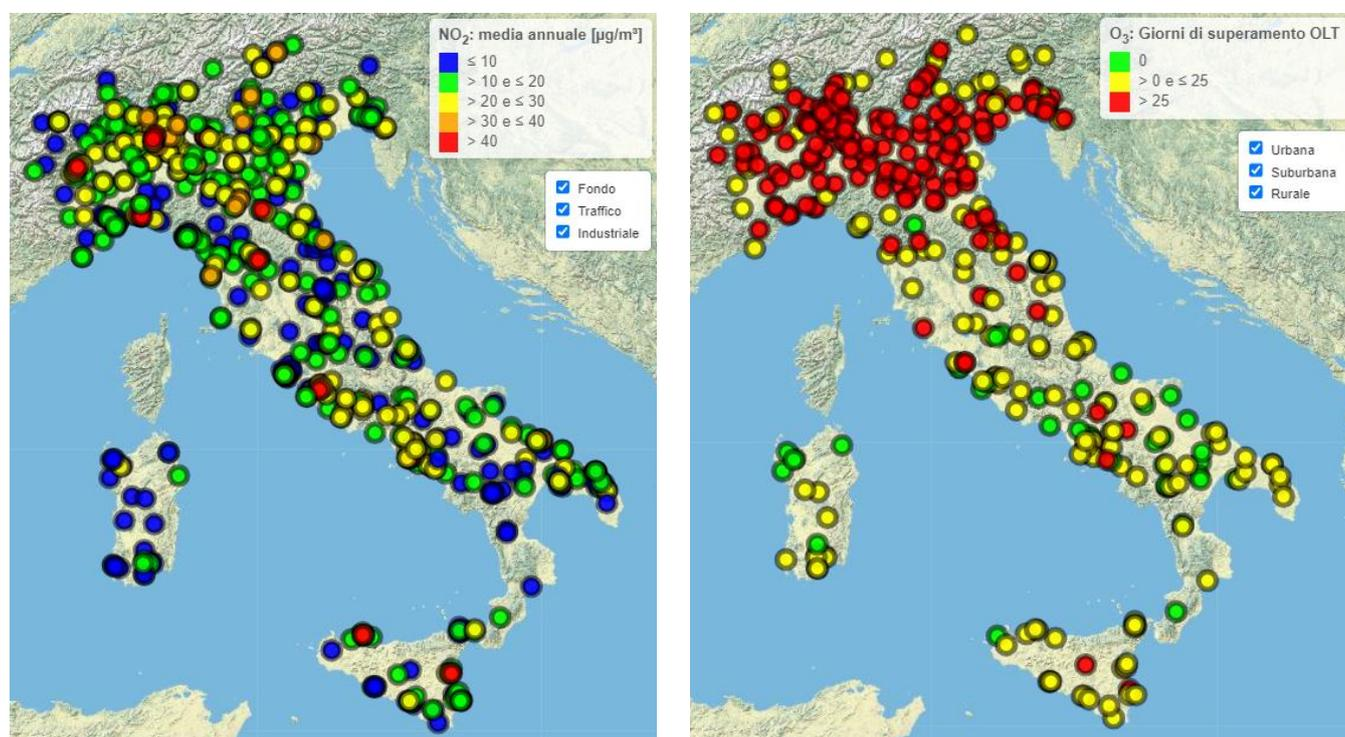 NO₂: media annuale [µg/m³]
≤ 10
> 10 e ≤ 20
> 20 e ≤ 30
> 30 e ≤ 40
> 40
Fondo
Traffico
Industriale
O₃: Giorni di superamento OLT
0
> 0 e ≤ 25
> 25
Urbana
Suburbana
Rurale